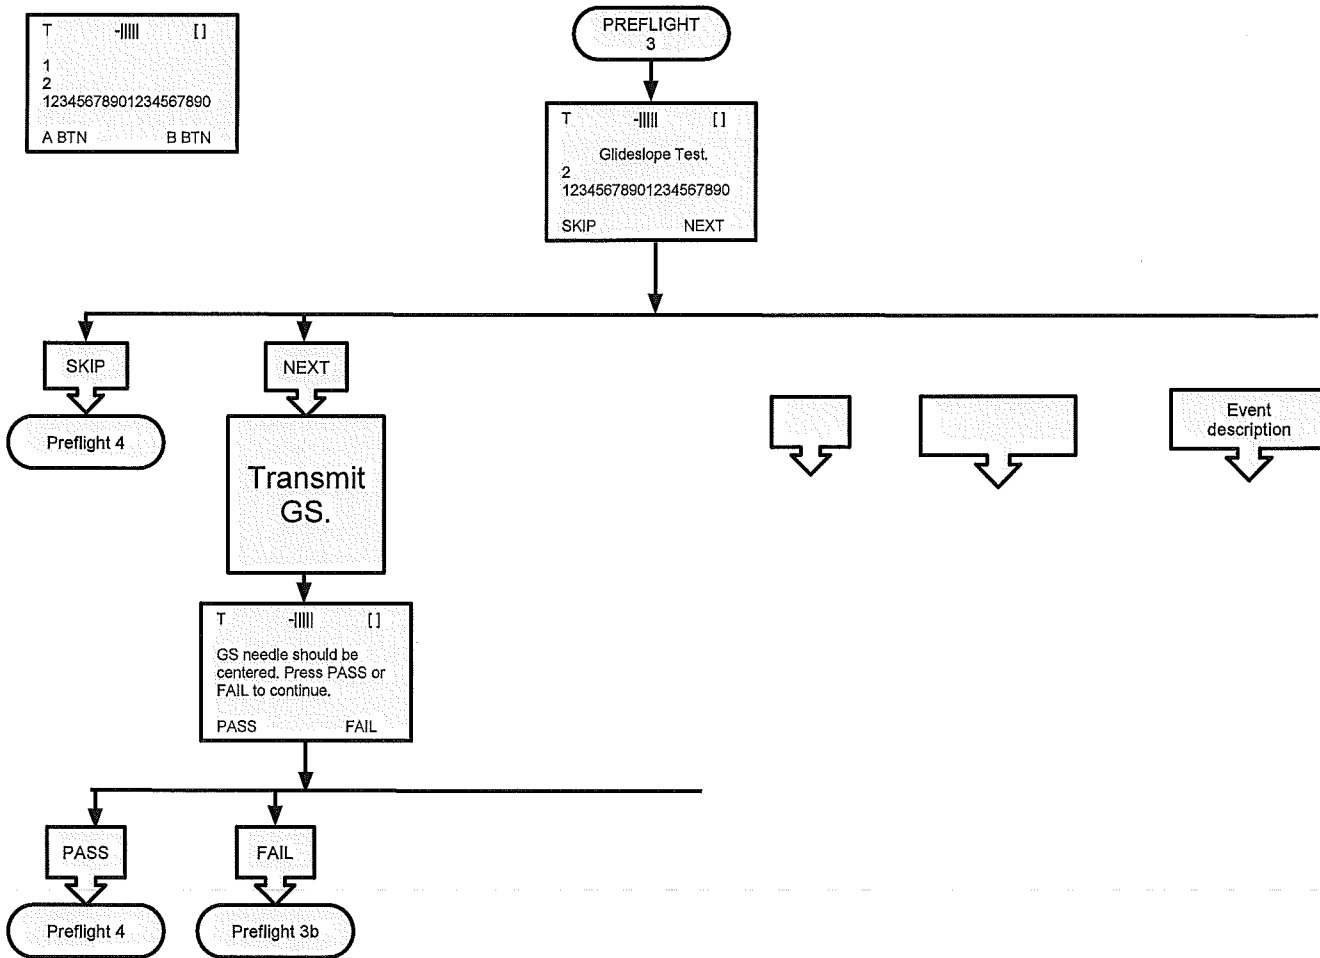 T -||||| [ ]
1
2
12345678901234567890
A BTN B BTN
PREFLIGHT
3
T -||||| [ ]
Glideslope Test.
2
12345678901234567890
SKIP NEXT
SKIP
NEXT
Preflight 4
Transmit
GS.
Event
description
T -||||| [ ]
GS needle should be
centered. Press PASS or
FAIL to continue.
PASS FAIL
PASS
FAIL
Preflight 4
Preflight 3b